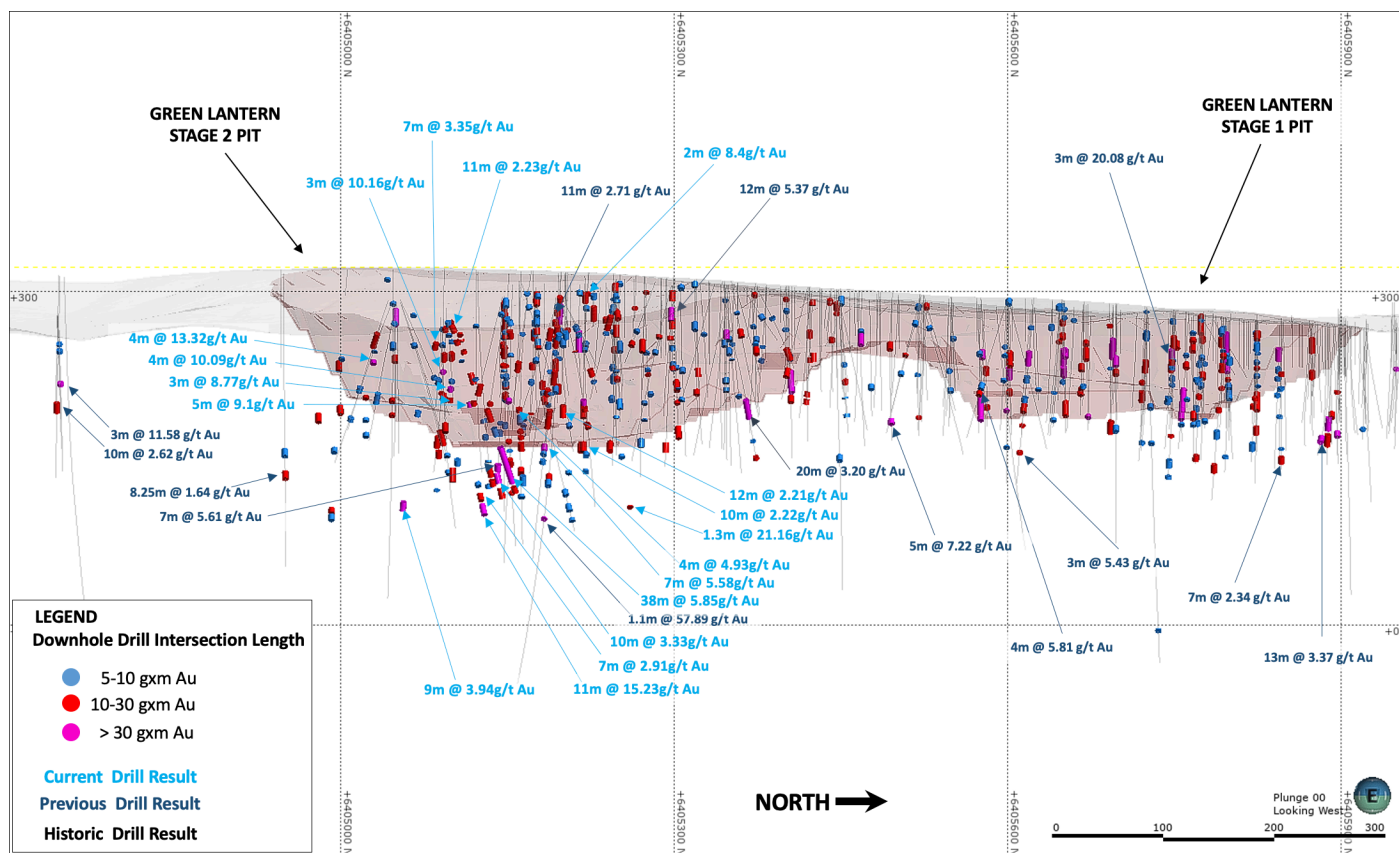 +6405000 N
+6405300 N
+6405600 N
+6405900 N
GREEN LANTERN
STAGE 2 PIT
GREEN LANTERN
STAGE 1 PIT
7m @ 3.35g/t Au
11m @ 2.23g/t Au
3m @ 10.16g/t Au
2m @ 8.4g/t Au
11m @ 2.71 g/t Au
12m @ 5.37 g/t Au
3m @ 20.08 g/t Au
+300
+300
4m @ 13.32g/t Au
4m @ 10.09g/t Au
3m @ 8.77g/t Au
5m @ 9.1g/t Au
3m @ 11.58 g/t Au
10m @ 2.62 g/t Au
8.25m @ 1.64 g/t Au
7m @ 5.61 g/t Au
20m @ 3.20 g/t Au
12m @ 2.21g/t Au
10m @ 2.22g/t Au
1.3m @ 21.16g/t Au
4m @ 4.93g/t Au
7m @ 5.58g/t Au
38m @ 5.85g/t Au
1.1m @ 57.89 g/t Au
10m @ 3.33g/t Au
7m @ 2.91g/t Au
11m @ 15.23g/t Au
9m @ 3.94g/t Au
5m @ 7.22 g/t Au
3m @ 5.43 g/t Au
7m @ 2.34 g/t Au
4m @ 5.81 g/t Au
13m @ 3.37 g/t Au
+0
LEGEND
Downhole Drill Intersection Length
5-10 gxm Au
10-30 gxm Au
> 30 gxm Au
Current Drill Result
Previous Drill Result
Historic Drill Result
NORTH
Plunge 00
Looking West
E
0 100 200 300
+6405000 N
+6405300 N
+6405600 N
+6405900 N